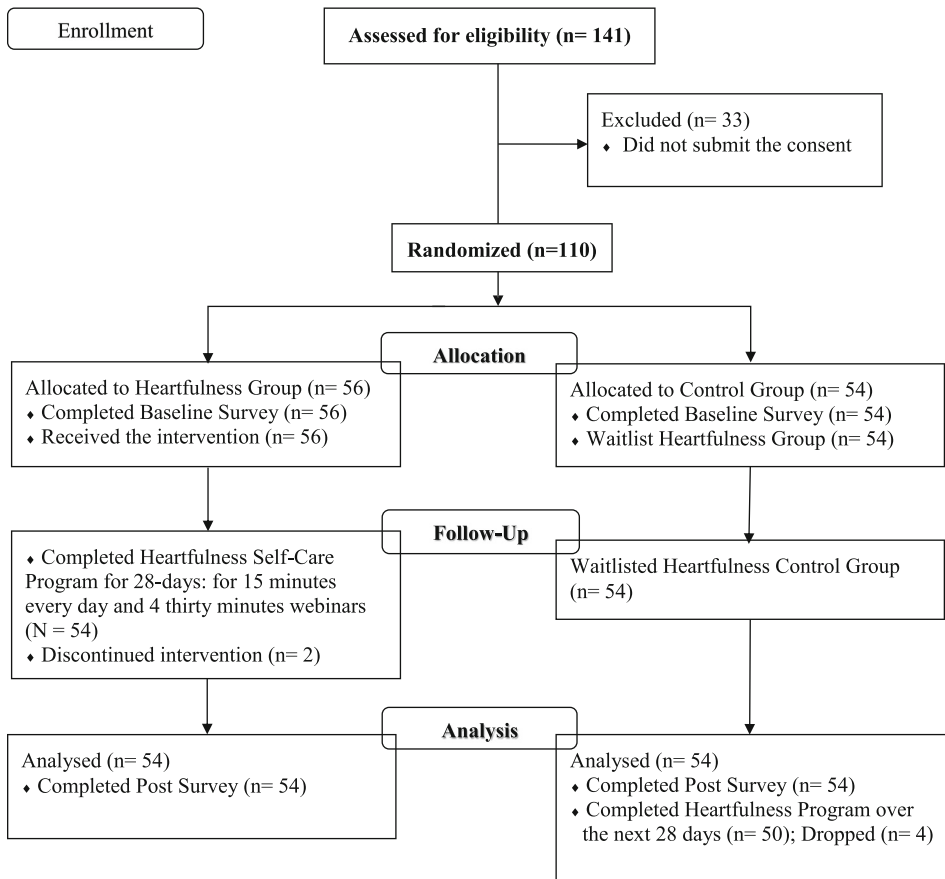 Enrollment
Assessed for eligibility (n= 141)
Excluded (n= 33)
♦ Did not submit the consent
Randomized (n=110)
Allocation
Allocated to Heartfulness Group (n= 56)
♦ Completed Baseline Survey (n= 56)
♦ Received the intervention (n= 56)
Allocated to Control Group (n= 54)
♦ Completed Baseline Survey (n= 54)
♦ Waitlist Heartfulness Group (n= 54)
Follow-Up
♦ Completed Heartfulness Self-Care
Program for 28-days: for 15 minutes
every day and 4 thirty minutes webinars
(N = 54)
♦ Discontinued intervention (n= 2)
Waitlisted Heartfulness Control Group
(n= 54)
Analysis
Analysed (n= 54)
♦ Completed Post Survey (n= 54)
Analysed (n= 54)
♦ Completed Post Survey (n= 54)
♦ Completed Heartfulness Program over
the next 28 days (n= 50); Dropped (n= 4)